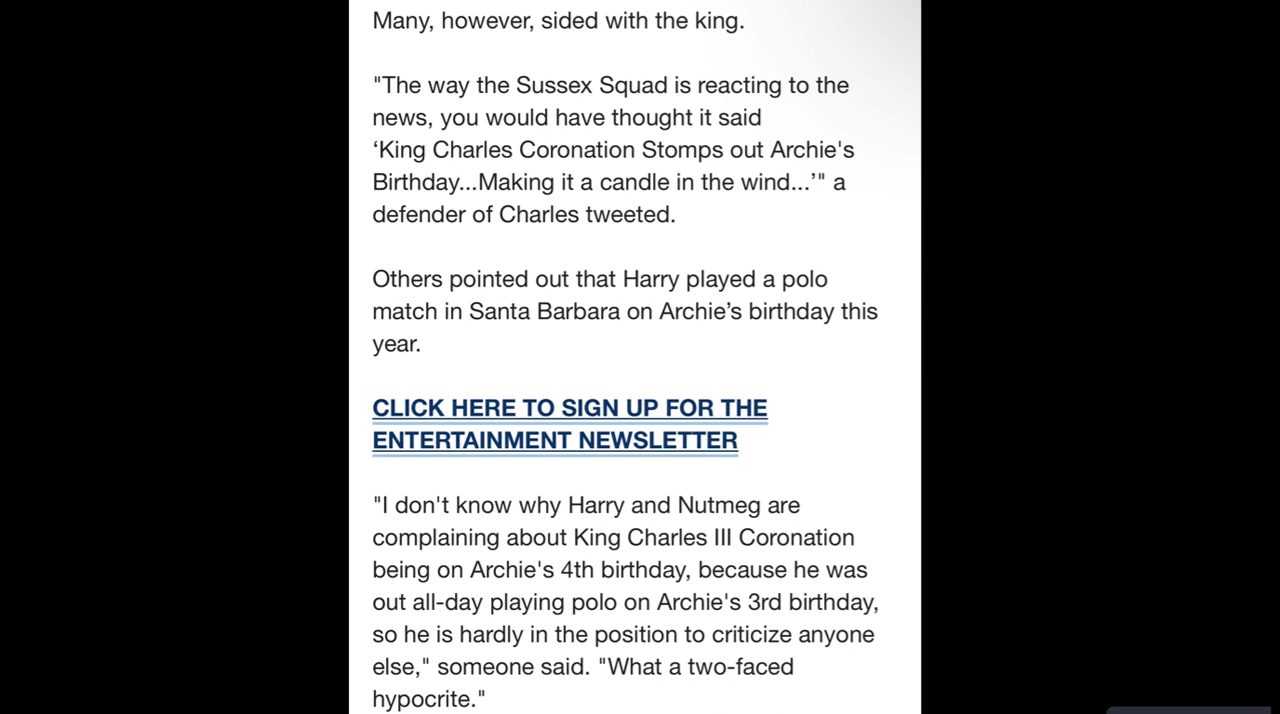 Many, however, sided with the king.
"The way the Sussex Squad is reacting to the
news, you would have thought it said
‘King Charles Coronation Stomps out Archie's
Birthday...Making it a candle in the wind...’" a
defender of Charles tweeted.
Others pointed out that Harry played a polo
match in Santa Barbara on Archie’s birthday this
year.
CLICK HERE TO SIGN UP FOR THE
ENTERTAINMENT NEWSLETTER
"I don't know why Harry and Nutmeg are
complaining about King Charles III Coronation
being on Archie's 4th birthday, because he was
out all-day playing polo on Archie's 3rd birthday,
so he is hardly in the position to criticize anyone
else," someone said. "What a two-faced
hypocrite."